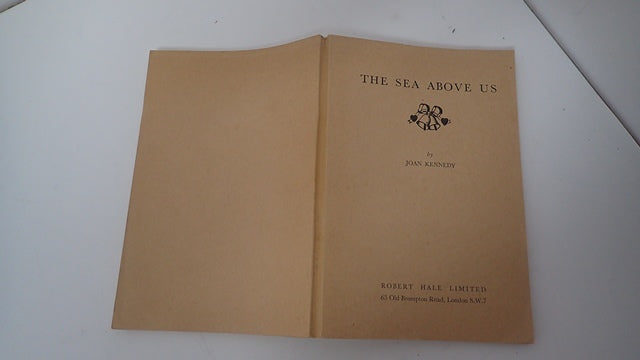 THE SEA ABOVE US
by
JOAN KENNEDY
ROBERT HALE LIMITED
63 Old Brompton Road, London S.W.7